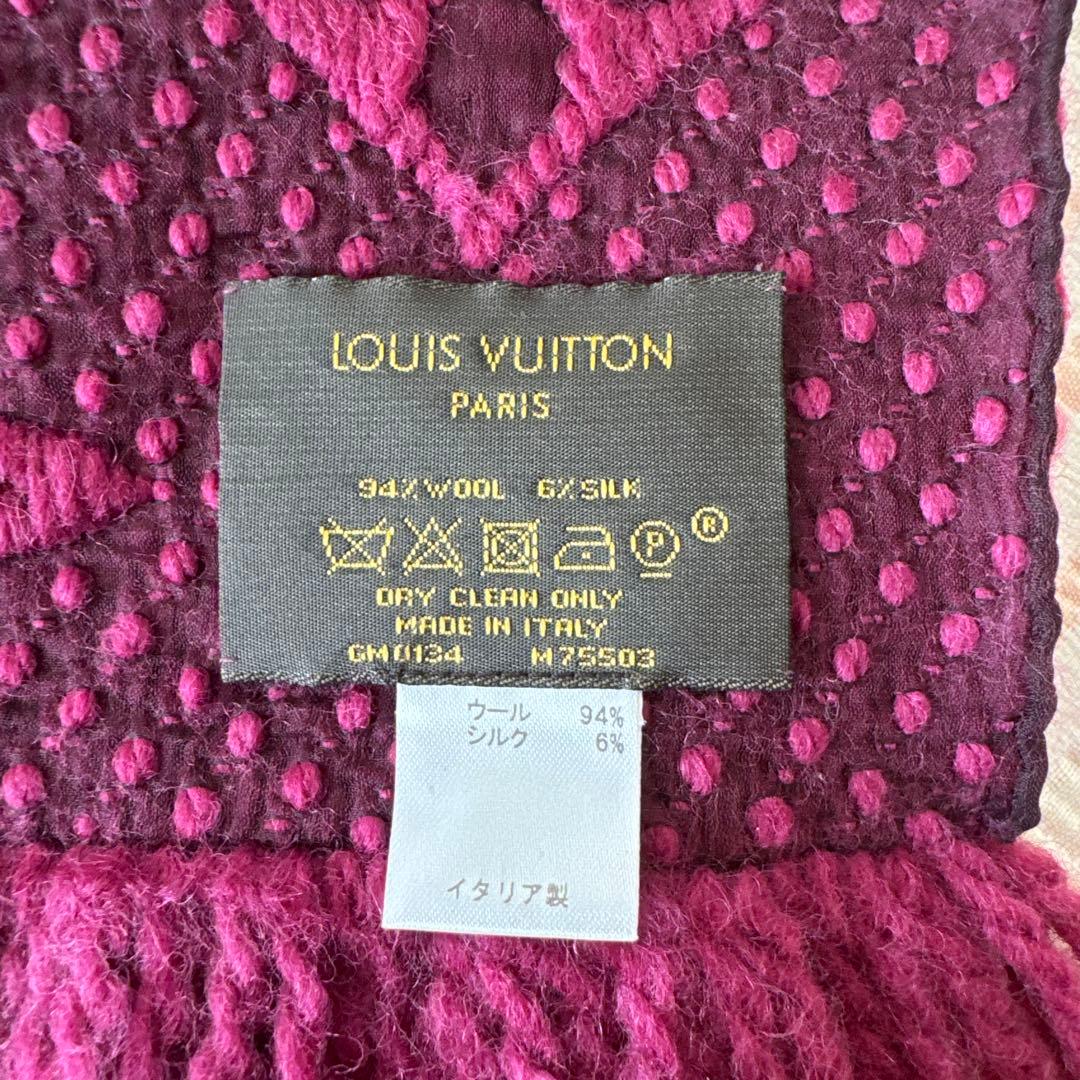 LOUIS VUITTON
PARIS
94% WOOL 6% SILK
P ®
DRY CLEAN ONLY
MADE IN ITALY
GM0134 M75503
ウール 94%
シルク 6%
イタリア製